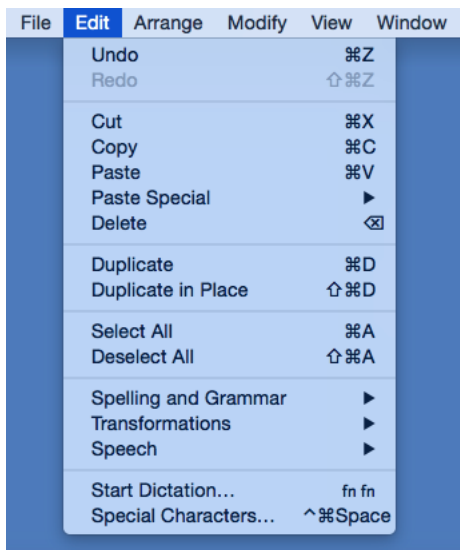 File Edit Arrange Modify View Window
Undo ⌘Z
Redo ⇧⌘Z
Cut ⌘X
Copy ⌘C
Paste ⌘V
Paste Special ▶
Delete ⌫
Duplicate ⌘D
Duplicate in Place ⇧⌘D
Select All ⌘A
Deselect All ⇧⌘A
Spelling and Grammar ▶
Transformations ▶
Speech ▶
Start Dictation... fn fn
Special Characters... ^⌘Space